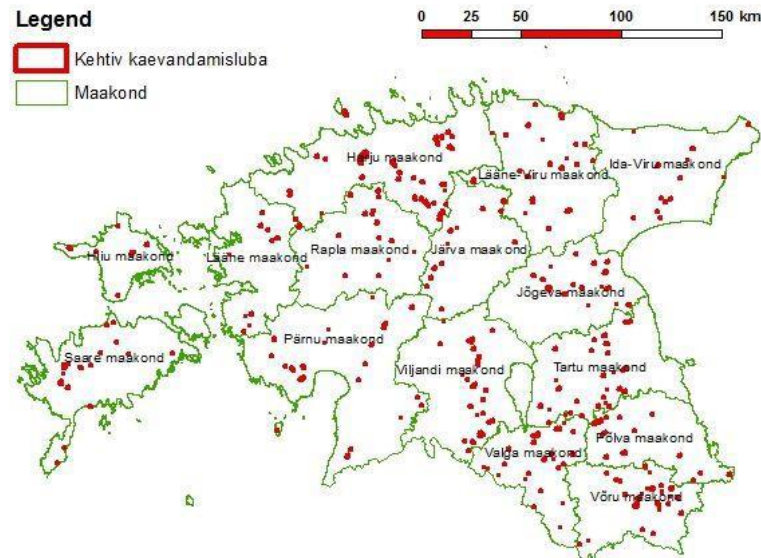 Legend
Kehtiv kaevandamisluba
Maakond
0 25 50 100 150 km
Harju maakond
Lääne-Viru maakond
Ida-Viru maakond
Hiiu maakond
Lääne maakond
Rapla maakond
Järva maakond
Jõgeva maakond
Saare maakond
Pärnu maakond
Viljandi maakond
Tartu maakond
Valga maakond
Põlva maakond
Võru maakond